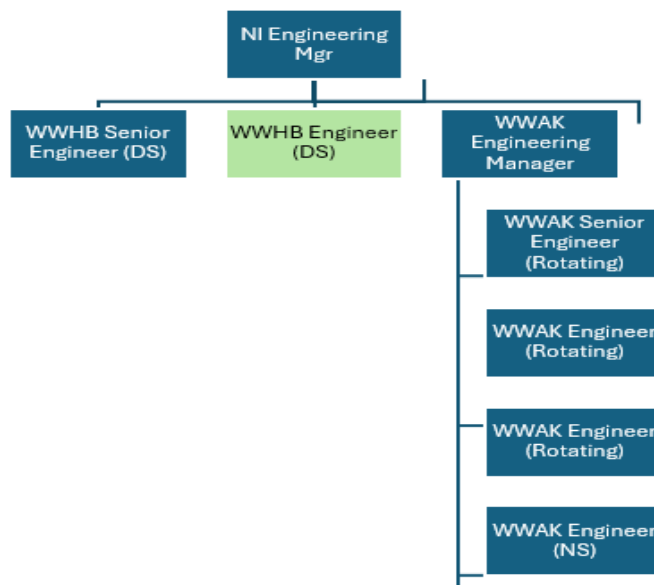 NI Engineering
Mgr
WWHB Senior
Engineer (DS)
WWHB Engineer
(DS)
WWAK
Engineering
Manager
WWAK Senior
Engineer
(Rotating)
WWAK Engineer
(Rotating)
WWAK Engineer
(Rotating)
WWAK Engineer
(NS)